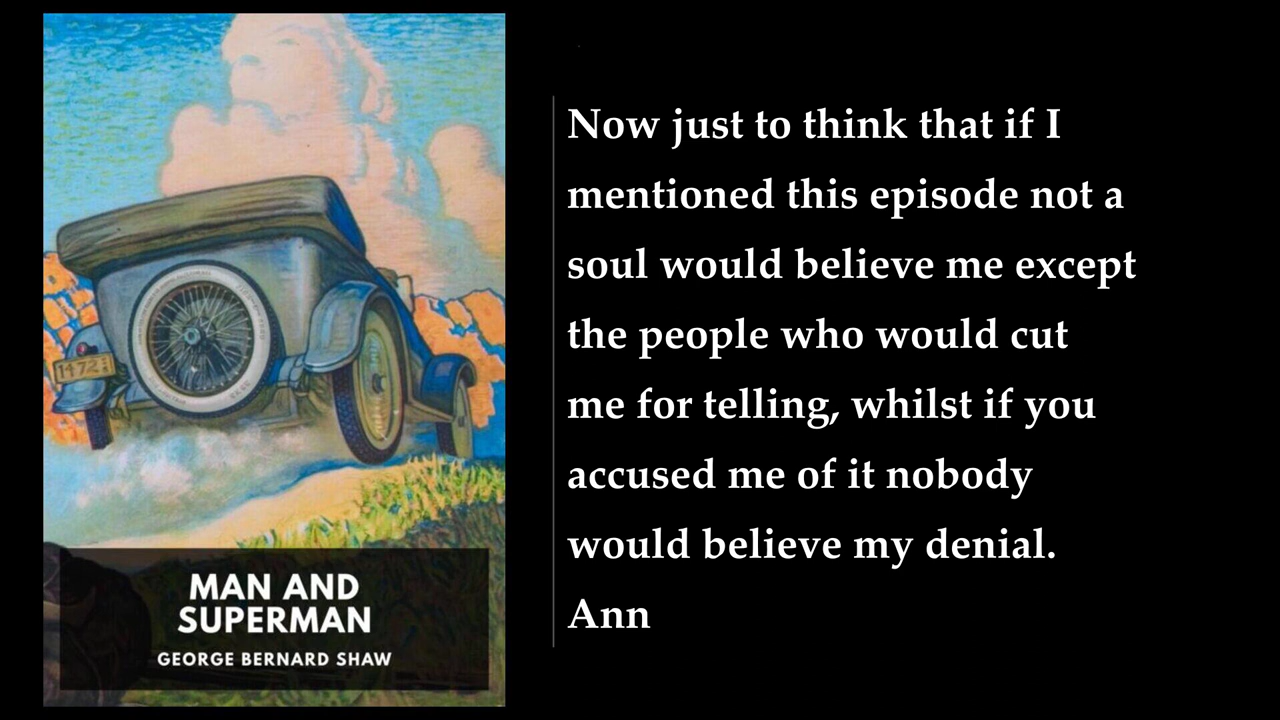 MAN AND
SUPERMAN
GEORGE BERNARD SHAW
1472
Now just to think that if I
mentioned this episode not a
soul would believe me except
the people who would cut
me for telling, whilst if you
accused me of it nobody
would believe my denial.
Ann